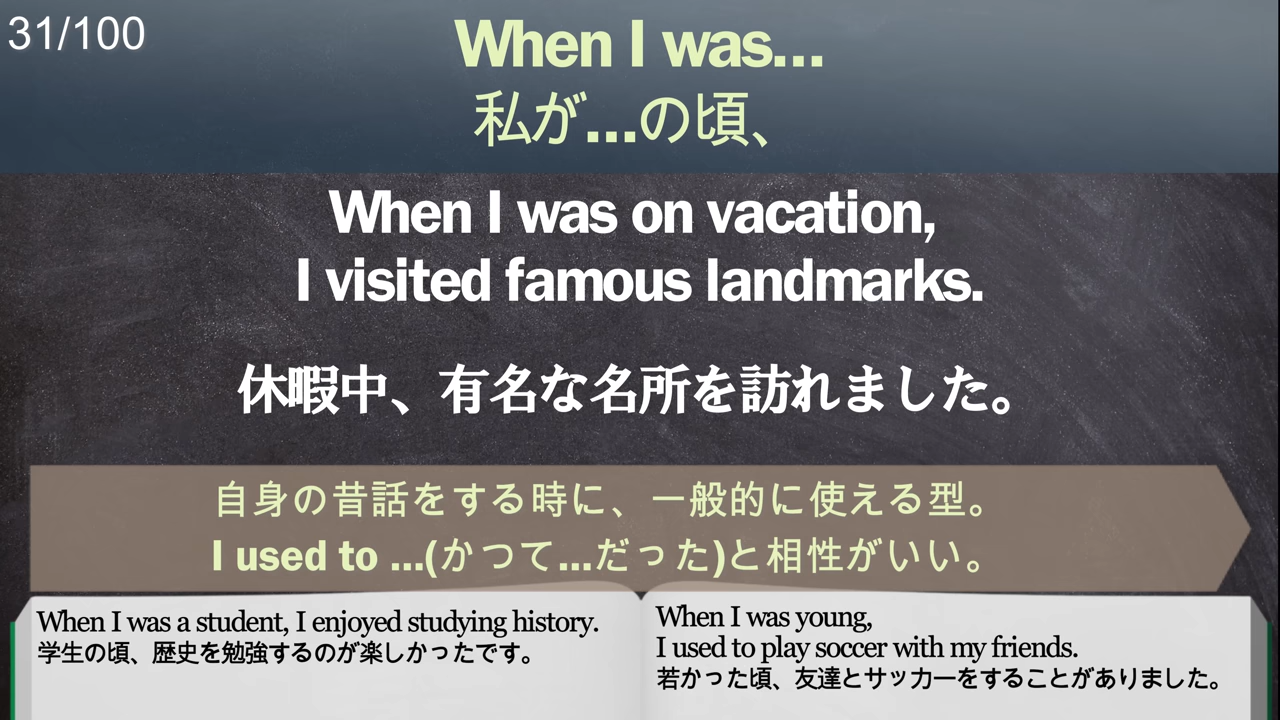 31/100
When I was...
私が...の頃、
When I was on vacation,
I visited famous landmarks.
休暇中、有名な名所を訪れました。
自身の昔話をする時に、一般的に使える型。
I used to ...(かつて...だった)と相性がいい。
When I was a student, I enjoyed studying history.
学生の頃、歴史を勉強するのが楽しかったです。
When I was young,
I used to play soccer with my friends.
若かった頃、友達とサッカーをすることがありました。